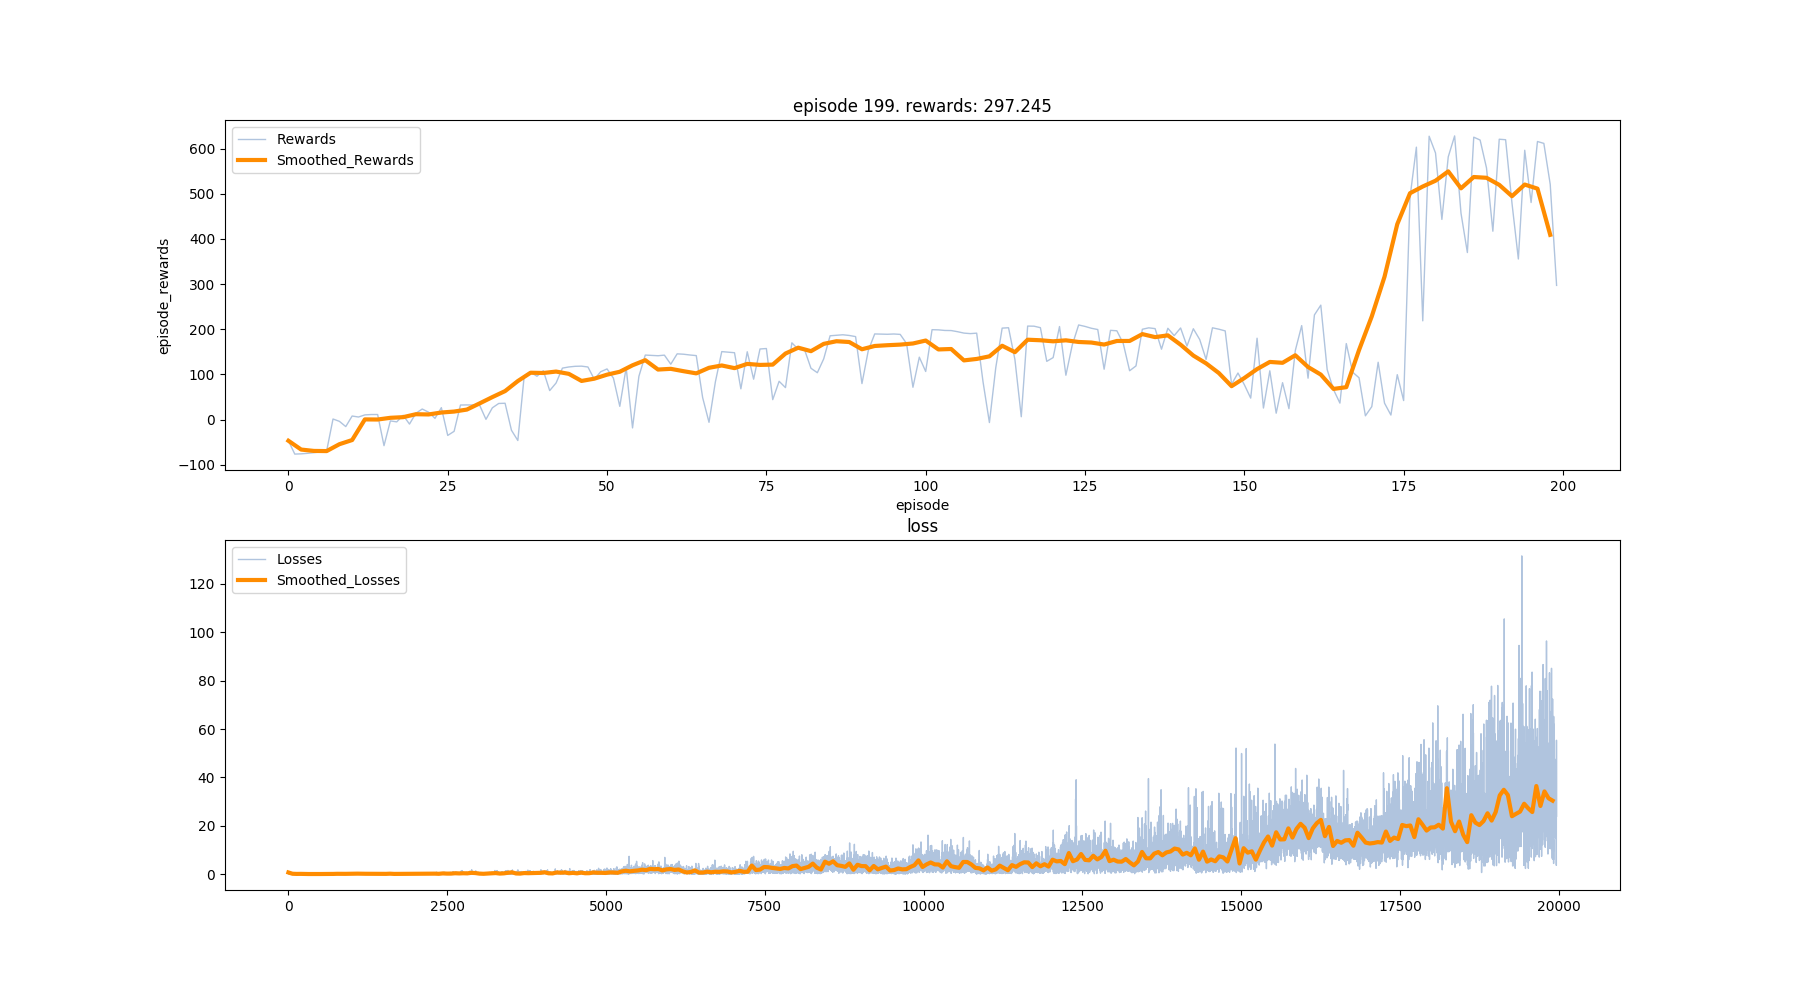 episode 199. rewards: 297.245
Rewards
Smoothed_Rewards
episode_rewards
600
500
400
300
200
100
0
−100
0 25 50 75 100 125 150 175 200
episode
loss
Losses
Smoothed_Losses
120
100
80
60
40
20
0
0 2500 5000 7500 10000 12500 15000 17500 20000